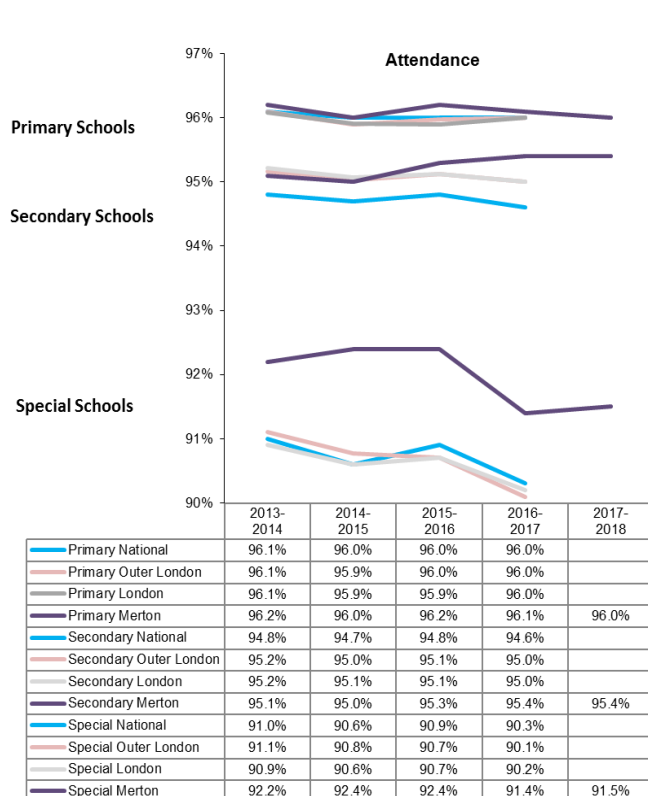 Attendance
97%
96%
Primary Schools
95%
Secondary Schools
94%
93%
92%
Special Schools
91%
90%
2013-2014 2014-2015 2015-2016 2016-2017 2017-2018
Primary National 96.1% 96.0% 96.0% 96.0%
Primary Outer London 96.1% 95.9% 96.0% 96.0%
Primary London 96.1% 95.9% 95.9% 96.0%
Primary Merton 96.2% 96.0% 96.2% 96.1% 96.0%
Secondary National 94.8% 94.7% 94.8% 94.6%
Secondary Outer London 95.2% 95.0% 95.1% 95.0%
Secondary London 95.2% 95.1% 95.1% 95.0%
Secondary Merton 95.1% 95.0% 95.3% 95.4% 95.4%
Special National 91.0% 90.6% 90.9% 90.3%
Special Outer London 91.1% 90.8% 90.7% 90.1%
Special London 90.9% 90.6% 90.7% 90.2%
Special Merton 92.2% 92.4% 92.4% 91.4% 91.5%